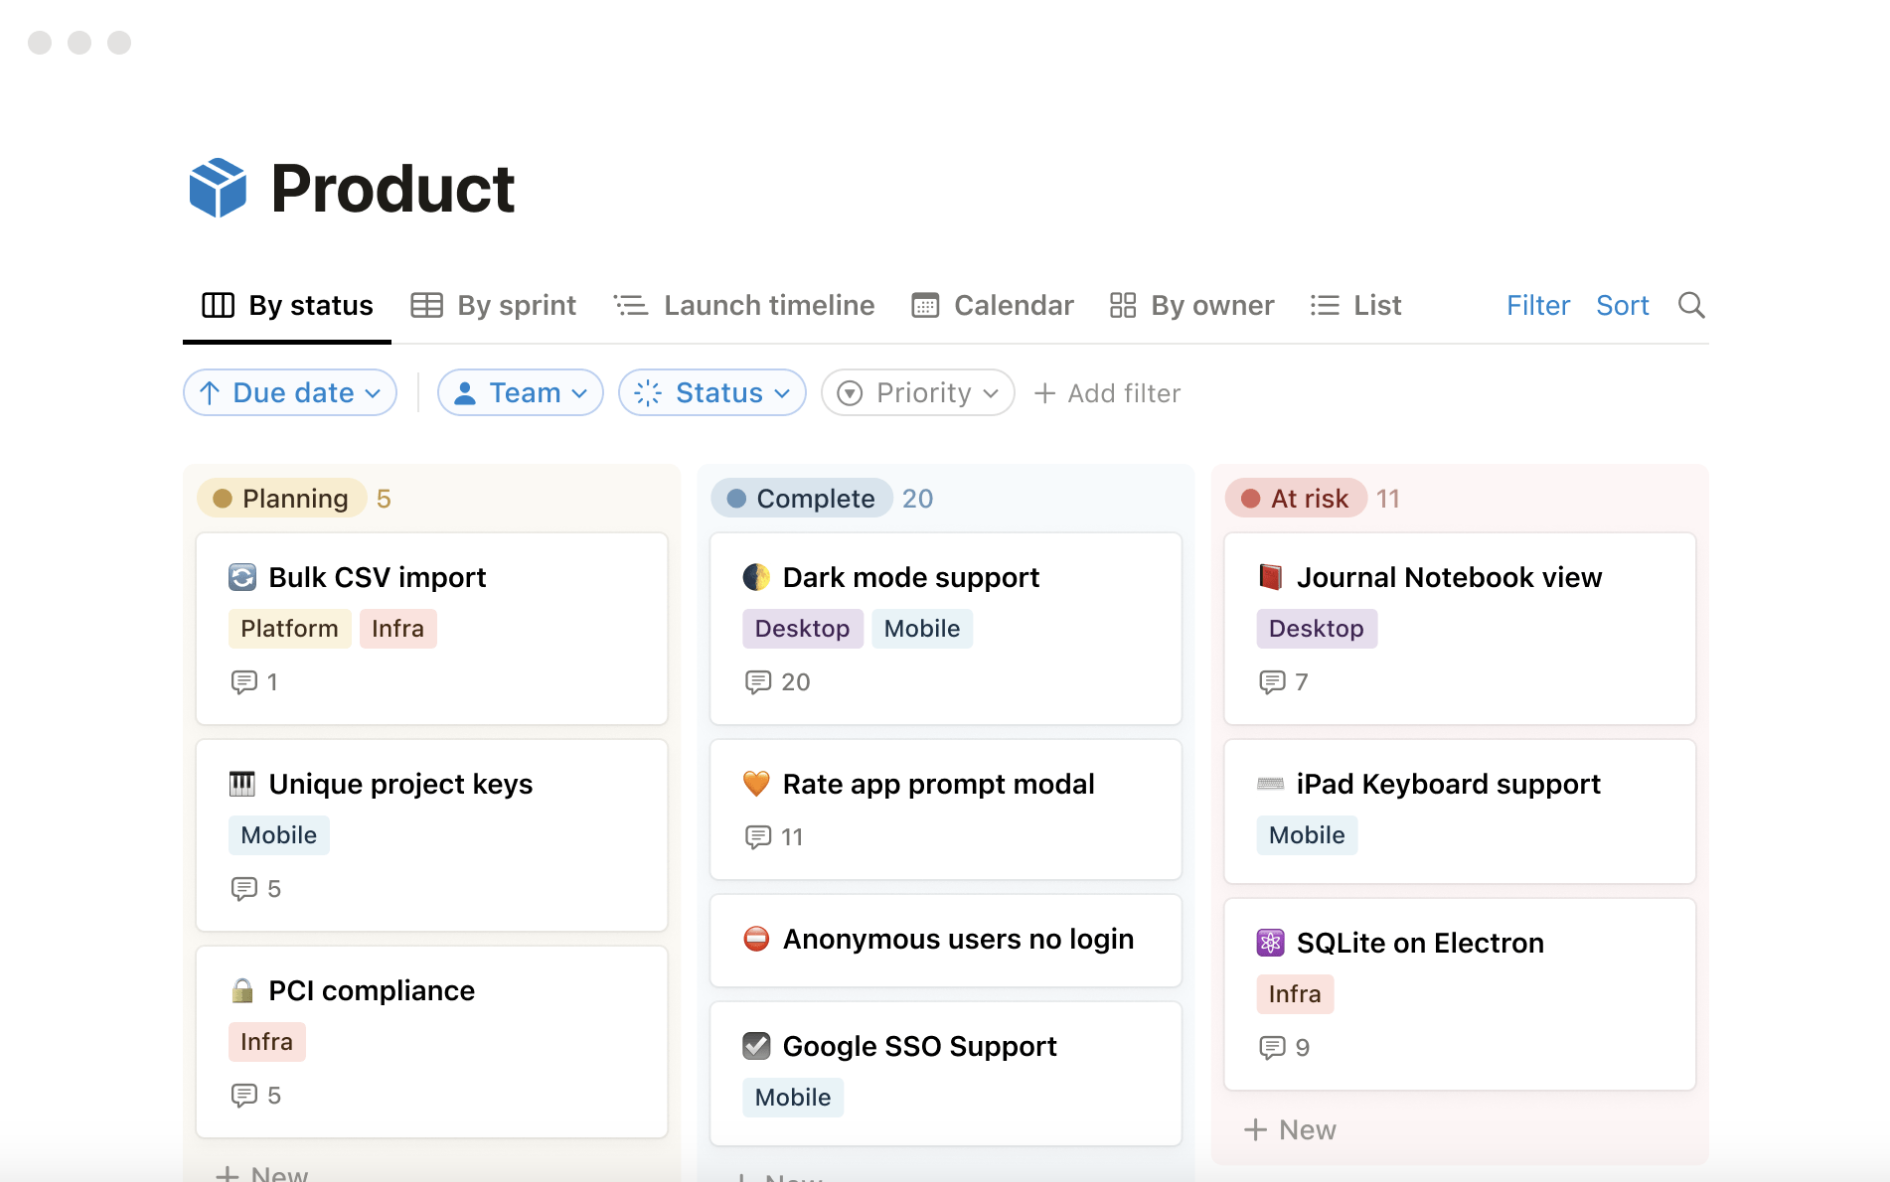 Product
By status By sprint Launch timeline Calendar By owner List Filter Sort
Due date Team Status Priority + Add filter
Planning 5
Bulk CSV import
Platform Infra
1
Unique project keys
Mobile
5
PCI compliance
Infra
5
+ New
Complete 20
Dark mode support
Desktop Mobile
20
Rate app prompt modal
11
Anonymous users no login
Google SSO Support
Mobile
+ New
At risk 11
Journal Notebook view
Desktop
7
iPad Keyboard support
Mobile
SQLite on Electron
Infra
9
+ New